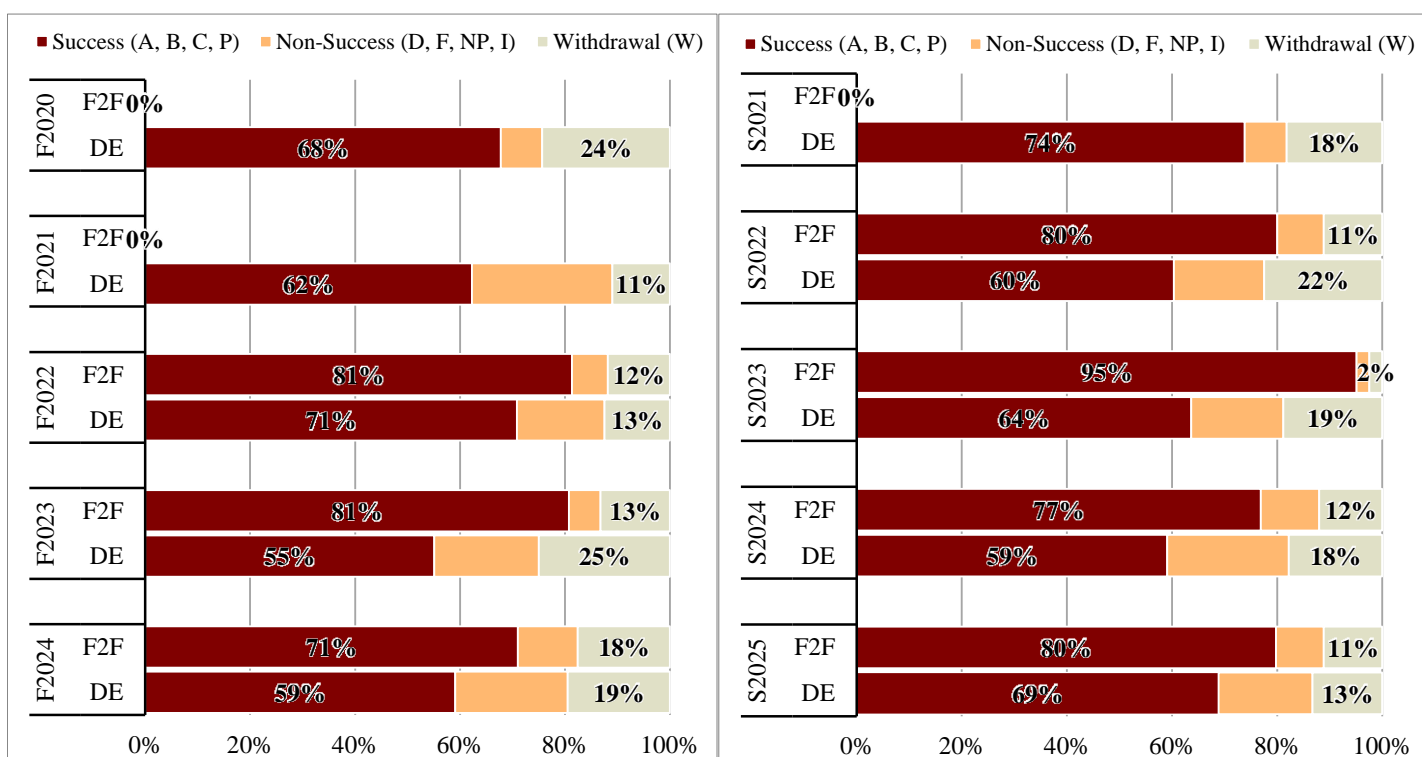 Success (A, B, C, P) Non-Success (D, F, NP, I) Withdrawal (W)
F2020
F2F 0%
DE 68% 24%
F2021
F2F 0%
DE 62% 11%
F2022
F2F 81% 12%
DE 71% 13%
F2023
F2F 81% 13%
DE 55% 25%
F2024
F2F 71% 18%
DE 59% 19%
0% 20% 40% 60% 80% 100%
Success (A, B, C, P) Non-Success (D, F, NP, I) Withdrawal (W)
S2021
F2F 0%
DE 74% 18%
S2022
F2F 80% 11%
DE 60% 22%
S2023
F2F 95% 2%
DE 64% 19%
S2024
F2F 77% 12%
DE 59% 18%
S2025
F2F 80% 11%
DE 69% 13%
0% 20% 40% 60% 80% 100%